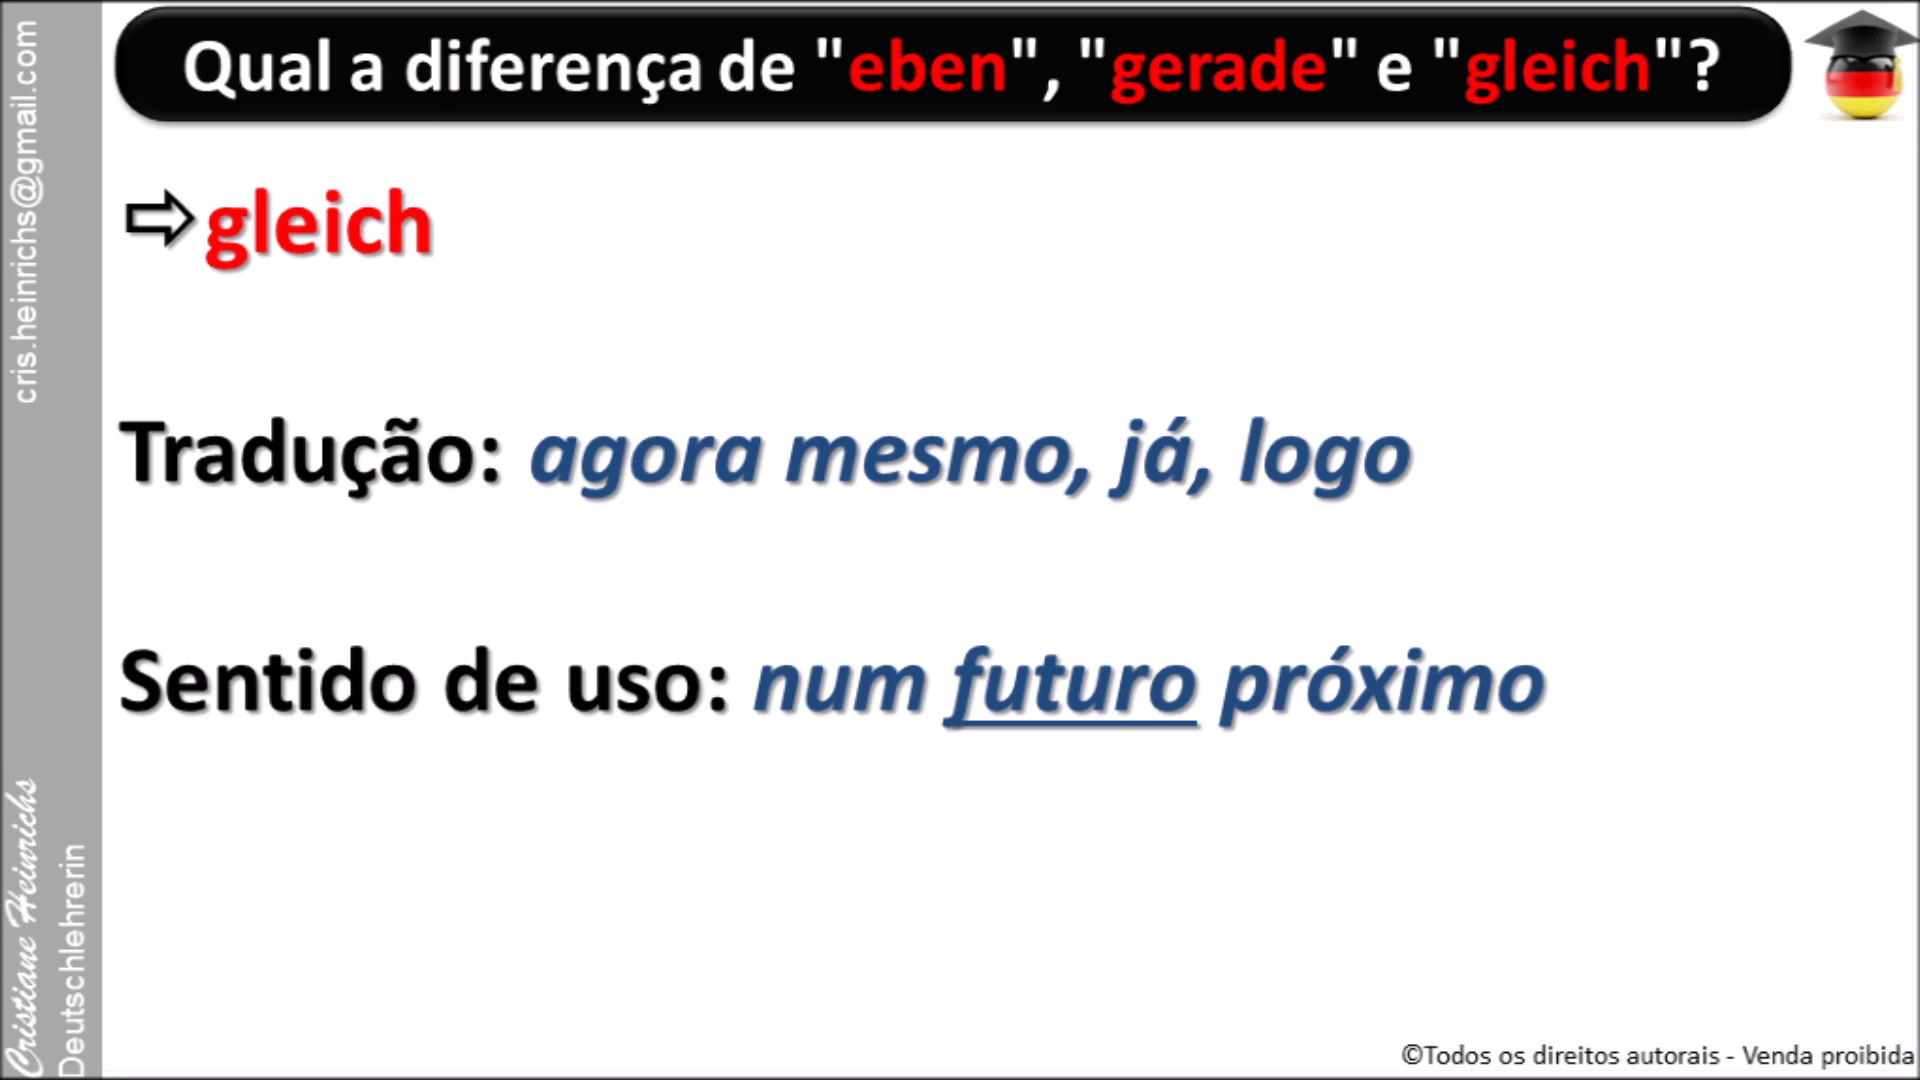 Qual a diferença de "eben", "gerade" e "gleich"?
gleich
Tradução: agora mesmo, já, logo
Sentido de uso: num futuro próximo
cris.heinrichs@gmail.com
Cristiane Heinrichs
Deutschlehrerin
©Todos os direitos autorais - Venda proibida